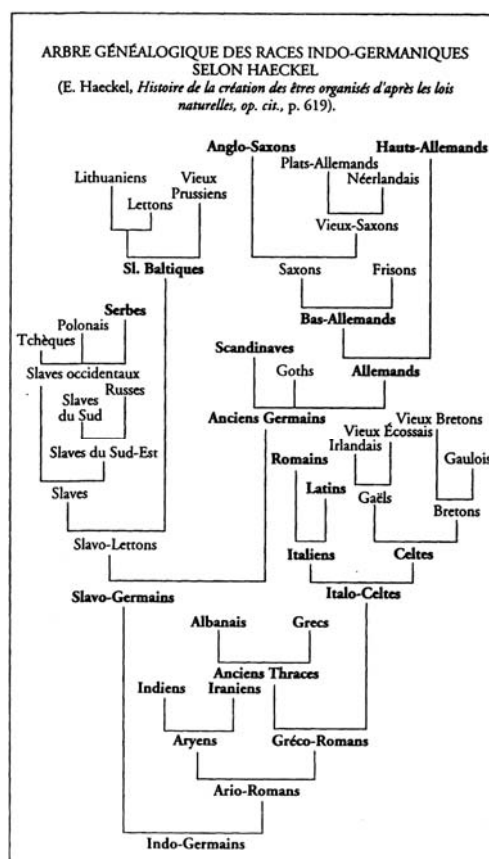 ARBRE GÉNÉALOGIQUE DES RACES INDO-GERMANIQUES
SELON HAECKEL
(E. Haeckel, Histoire de la création des êtres organisés d'après les lois
naturelles, op. cit., p. 619).
Anglo-Saxons
Hauts-Allemands
Plats-Allemands
Néerlandais
Lithuaniens
Vieux
Prussiens
Lettons
Vieux-Saxons
Sl. Baltiques
Saxons
Frisons
Bas-Allemands
Serbes
Polonais
Tchèques
Scandinaves
Slaves occidentaux
Goths
Allemands
Russes
Slaves
du Sud
Anciens Germains
Vieux Bretons
Vieux Écossais
Irlandais
Romains
Gaulois
Slaves du Sud-Est
Latins
Slaves
Gaëls
Bretons
Slavo-Lettons
Italiens
Celtes
Slavo-Germains
Italo-Celtes
Albanais
Grecs
Anciens Thraces
Indiens
Iraniens
Aryens
Gréco-Romans
Ario-Romans
Indo-Germains